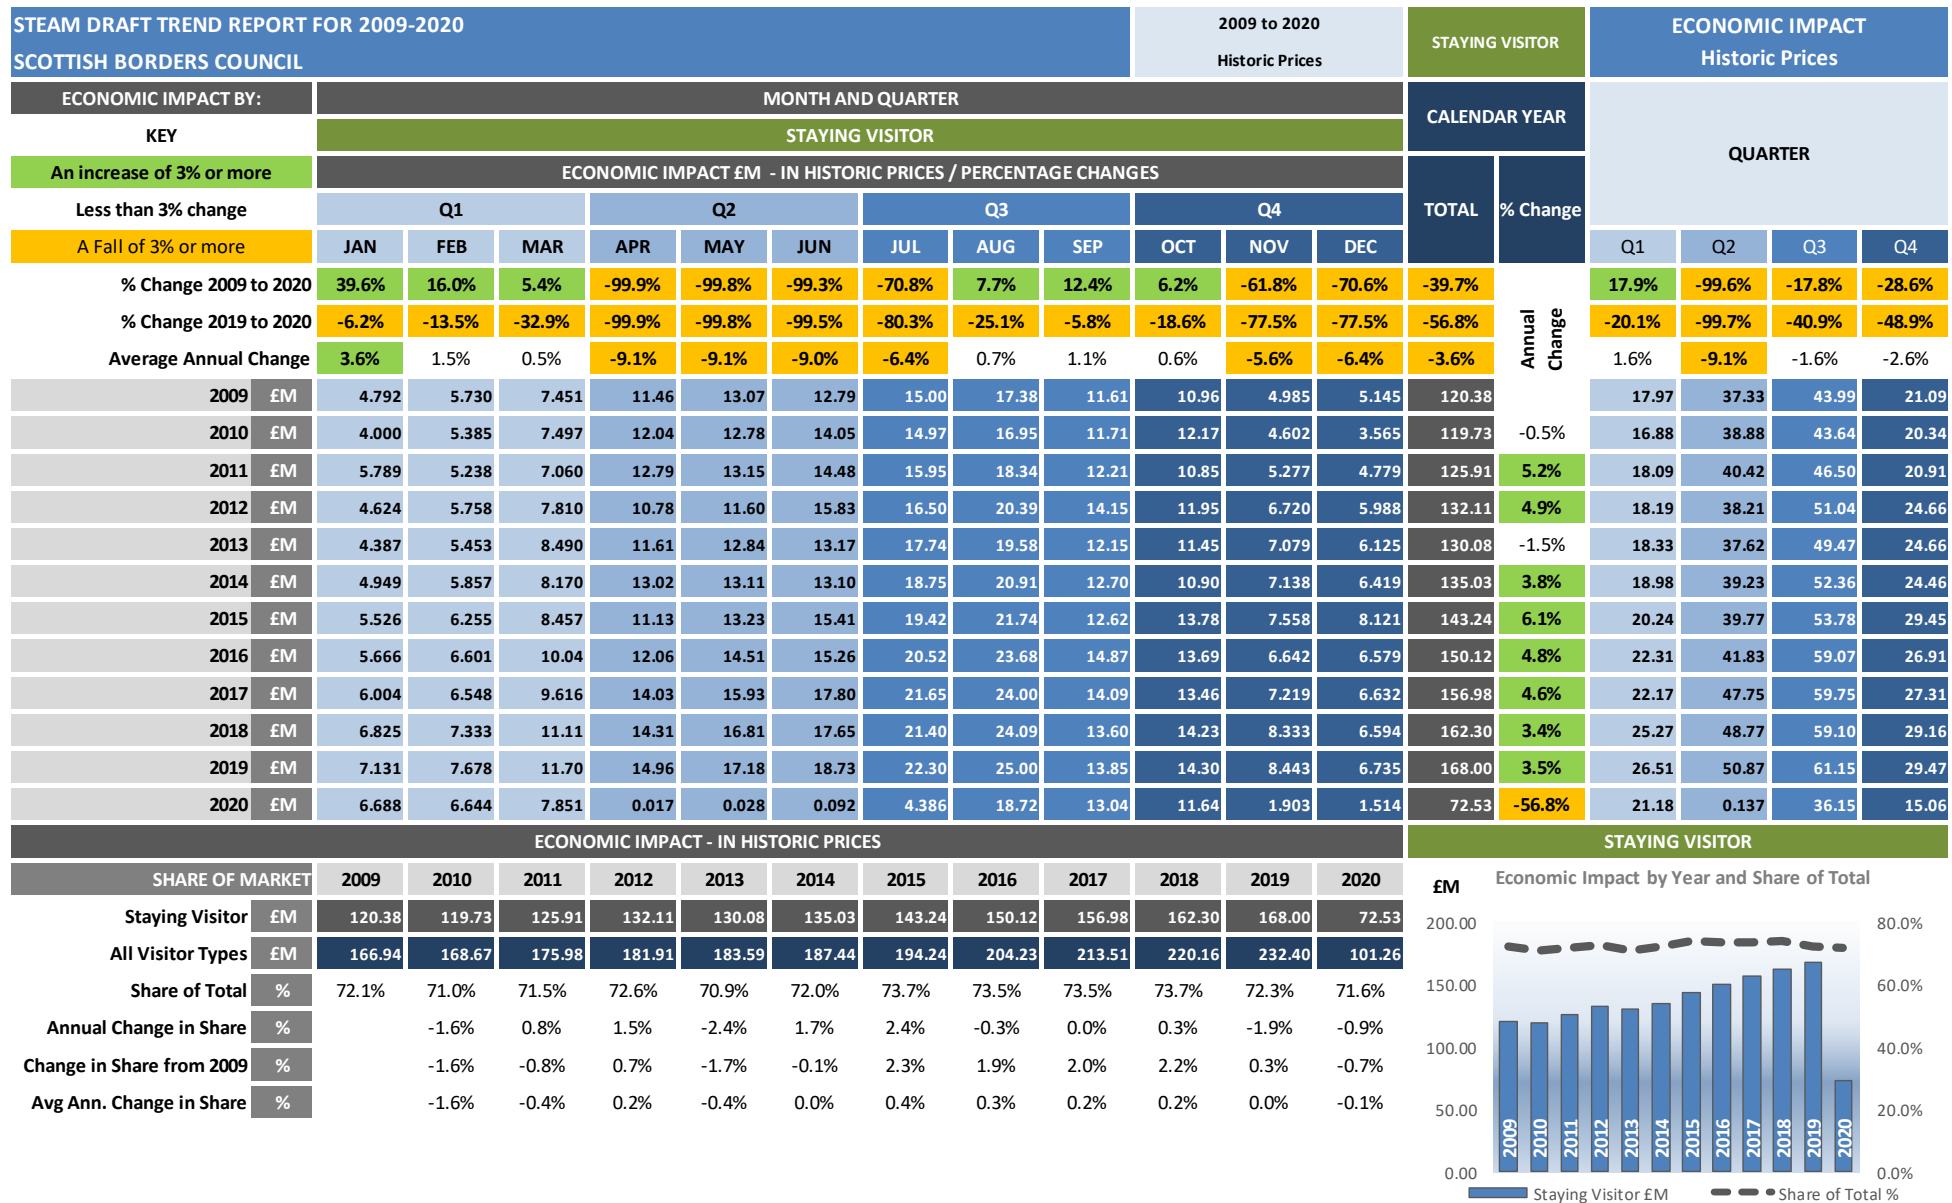 STEAM DRAFT TREND REPORT FOR 2009-2020
SCOTTISH BORDERS COUNCIL
2009 to 2020
Historic Prices
STAYING VISITOR
ECONOMIC IMPACT
Historic Prices
ECONOMIC IMPACT BY:
MONTH AND QUARTER
CALENDAR YEAR
QUARTER
KEY
STAYING VISITOR
An increase of 3% or more
ECONOMIC IMPACT £M - IN HISTORIC PRICES / PERCENTAGE CHANGES
TOTAL % Change
Less than 3% change Q1 Q2 Q3 Q4
A Fall of 3% or more JAN FEB MAR APR MAY JUN JUL AUG SEP OCT NOV DEC Q1 Q2 Q3 Q4
% Change 2009 to 2020 39.6% 16.0% 5.4% -99.9% -99.8% -99.3% -70.8% 7.7% 12.4% 6.2% -61.8% -70.6% -39.7% 17.9% -99.6% -17.8% -28.6%
% Change 2019 to 2020 -6.2% -13.5% -32.9% -99.9% -99.8% -99.5% -80.3% -25.1% -5.8% -18.6% -77.5% -77.5% -56.8% -20.1% -99.7% -40.9% -48.9%
Average Annual Change 3.6% 1.5% 0.5% -9.1% -9.1% -9.0% -6.4% 0.7% 1.1% 0.6% -5.6% -6.4% -3.6% 1.6% -9.1% -1.6% -2.6%
Annual
Change
2009 £M 4.792 5.730 7.451 11.46 13.07 12.79 15.00 17.38 11.61 10.96 4.985 5.145 120.38 17.97 37.33 43.99 21.09
2010 £M 4.000 5.385 7.497 12.04 12.78 14.05 14.97 16.95 11.71 12.17 4.602 3.565 119.73 -0.5% 16.88 38.88 43.64 20.34
2011 £M 5.789 5.238 7.060 12.79 13.15 14.48 15.95 18.34 12.21 10.85 5.277 4.779 125.91 5.2% 18.09 40.42 46.50 20.91
2012 £M 4.624 5.758 7.810 10.78 11.60 15.83 16.50 20.39 14.15 11.95 6.720 5.988 132.11 4.9% 18.19 38.21 51.04 24.66
2013 £M 4.387 5.453 8.490 11.61 12.84 13.17 17.74 19.58 12.15 11.45 7.079 6.125 130.08 -1.5% 18.33 37.62 49.47 24.66
2014 £M 4.949 5.857 8.170 13.02 13.11 13.10 18.75 20.91 12.70 10.90 7.138 6.419 135.03 3.8% 18.98 39.23 52.36 24.46
2015 £M 5.526 6.255 8.457 11.13 13.23 15.41 19.42 21.74 12.62 13.78 7.558 8.121 143.24 6.1% 20.24 39.77 53.78 29.45
2016 £M 5.666 6.601 10.04 12.06 14.51 15.26 20.52 23.68 14.87 13.69 6.642 6.579 150.12 4.8% 22.31 41.83 59.07 26.91
2017 £M 6.004 6.548 9.616 14.03 15.93 17.80 21.65 24.00 14.09 13.46 7.219 6.632 156.98 4.6% 22.17 47.75 59.75 27.31
2018 £M 6.825 7.333 11.11 14.31 16.81 17.65 21.40 24.09 13.60 14.23 8.333 6.594 162.30 3.4% 25.27 48.77 59.10 29.16
2019 £M 7.131 7.678 11.70 14.96 17.18 18.73 22.30 25.00 13.85 14.30 8.443 6.735 168.00 3.5% 26.51 50.87 61.15 29.47
2020 £M 6.688 6.644 7.851 0.017 0.028 0.092 4.386 18.72 13.04 11.64 1.903 1.514 72.53 -56.8% 21.18 0.137 36.15 15.06
ECONOMIC IMPACT - IN HISTORIC PRICES
SHARE OF MARKET 2009 2010 2011 2012 2013 2014 2015 2016 2017 2018 2019 2020
Staying Visitor £M 120.38 119.73 125.91 132.11 130.08 135.03 143.24 150.12 156.98 162.30 168.00 72.53
All Visitor Types £M 166.94 168.67 175.98 181.91 183.59 187.44 194.24 204.23 213.51 220.16 232.40 101.26
Share of Total % 72.1% 71.0% 71.5% 72.6% 70.9% 72.0% 73.7% 73.5% 73.5% 73.7% 72.3% 71.6%
Annual Change in Share % -1.6% 0.8% 1.5% -2.4% 1.7% 2.4% -0.3% 0.0% 0.3% -1.9% -0.9%
Change in Share from 2009 % -1.6% -0.8% 0.7% -1.7% -0.1% 2.3% 1.9% 2.0% 2.2% 0.3% -0.7%
Avg Ann. Change in Share % -1.6% -0.4% 0.2% -0.4% 0.0% 0.4% 0.3% 0.2% 0.2% 0.0% -0.1%
STAYING VISITOR
£M Economic Impact by Year and Share of Total
200.00 80.0%
150.00 60.0%
100.00 40.0%
50.00 20.0%
0.00 0.0%
2009 2010 2011 2012 2013 2014 2015 2016 2017 2018 2019 2020
Staying Visitor £M Share of Total %